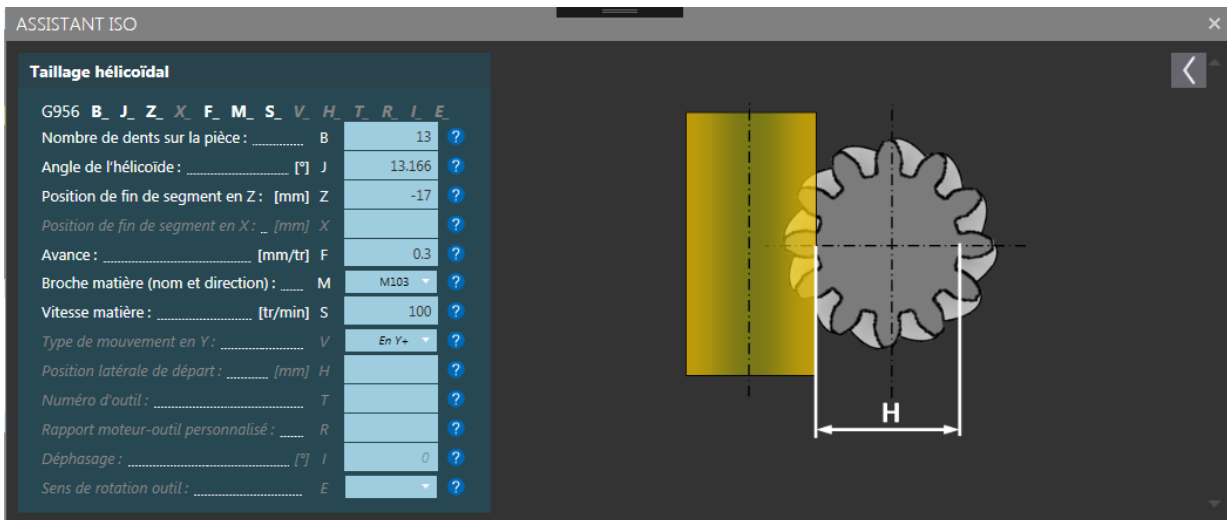 ASSISTANT ISO
Taillage hélicoïdal
G956 B_ J_ Z_ X_ F_ M_ S_ V_ H_ T_ R_ I_ E_
Nombre de dents sur la pièce : B 13 ?
Angle de l'hélicoïde : [°] J 13.166 ?
Position de fin de segment en Z : [mm] Z -17 ?
Position de fin de segment en X : [mm] X ?
Avance : [mm/tr] F 0.3 ?
Broche matière (nom et direction) : M M103 ?
Vitesse matière : [tr/min] S 100 ?
Type de mouvement en Y : V En Y+ ?
Position latérale de départ : [mm] H ?
Numéro d'outil : T ?
Rapport moteur-outil personnalisé : R ?
Déphasage : [°] I 0 ?
Sens de rotation outil : E ?
H